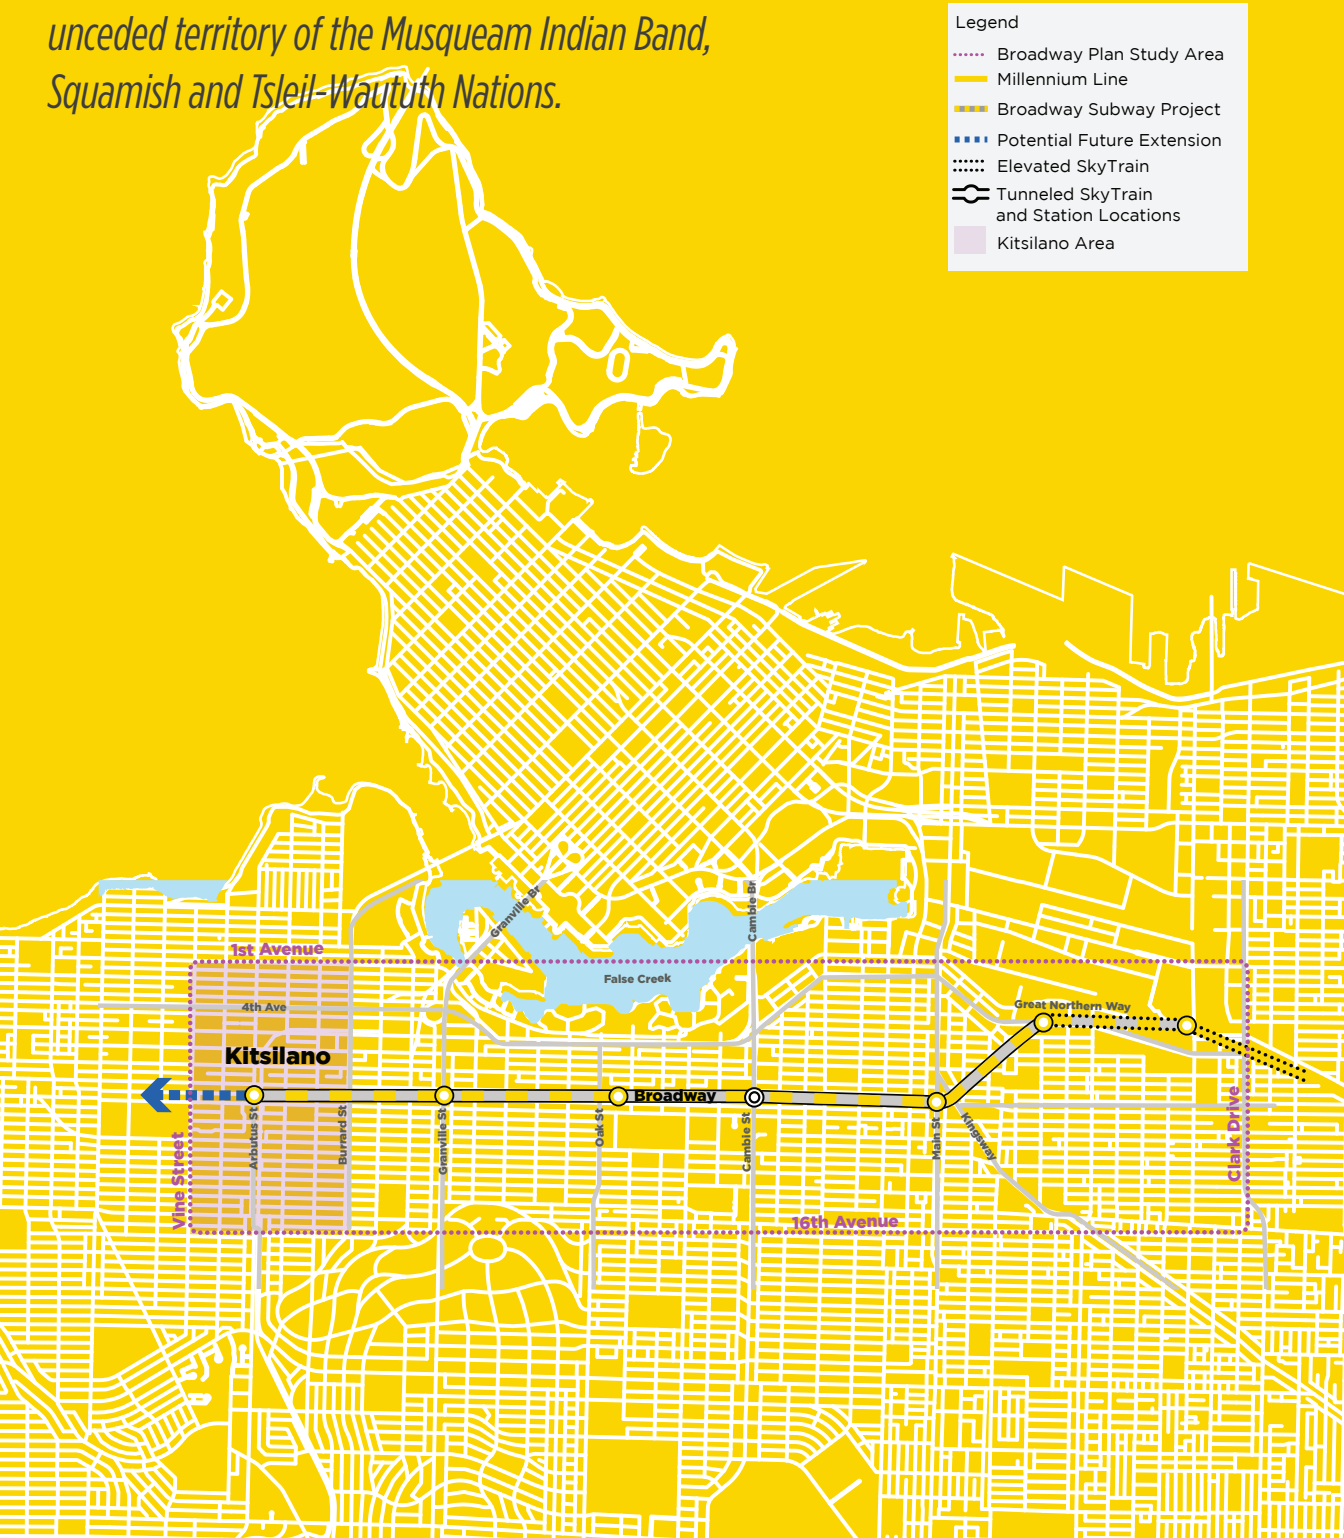 unceded territory of the Musqueam Indian Band,
Squamish and Tsleil-Waututh Nations.
Legend
Broadway Plan Study Area
Millennium Line
Broadway Subway Project
Potential Future Extension
Elevated SkyTrain
Tunneled SkyTrain
and Station Locations
Kitsilano Area
Granville Br
Cambie Br
1st Avenue
False Creek
4th Ave
Great Northern Way
Kitsilano
Broadway
Vine Street
Arbutus St
Burrard St
Granville St
Oak St
Cambie St
Main St
Kingsway
Clark Drive
16th Avenue